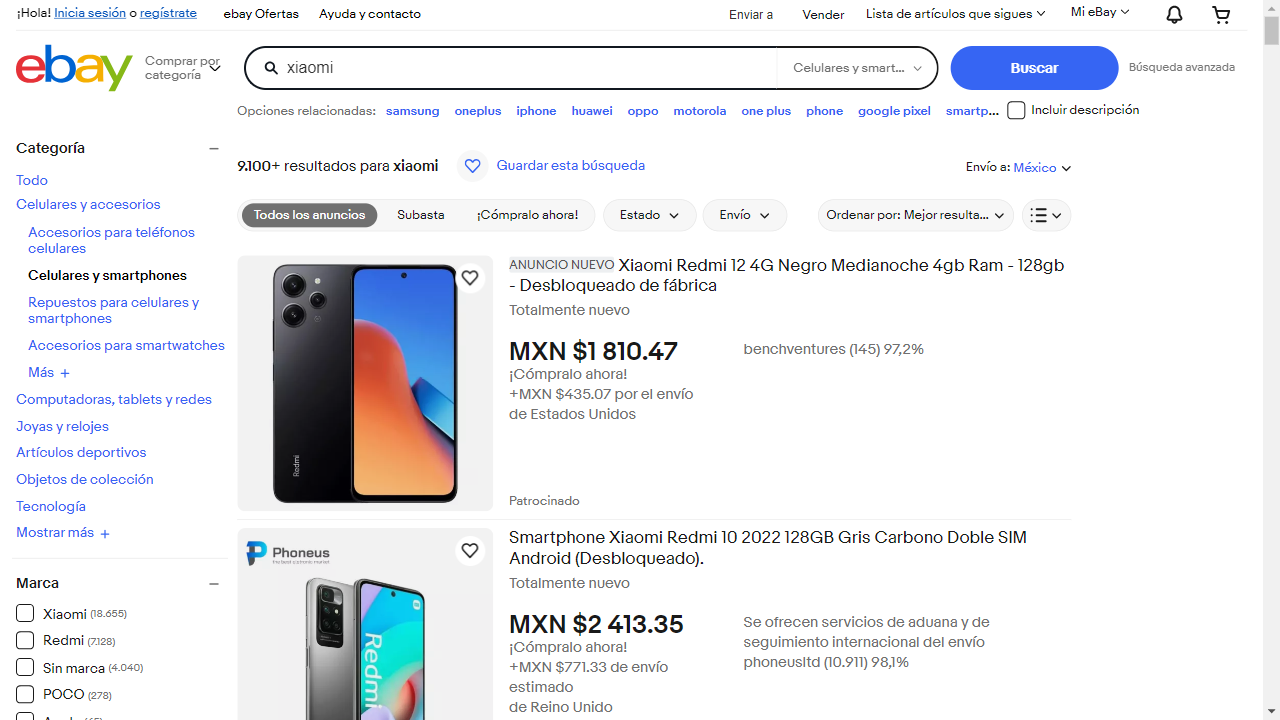 ¡Hola! Inicia sesión o regístrate
ebay Ofertas
Ayuda y contacto
Enviar a
Vender
Lista de artículos que sigues
Mi eBay
ebay
Comprar por
categoría
xiaomi
Celulares y smart...
Buscar
Búsqueda avanzada
Opciones relacionadas: samsung oneplus iphone huawei oppo motorola one plus phone google pixel smartp...
Incluir descripción
Categoría
Todo
Celulares y accesorios
Accesorios para teléfonos
celulares
Celulares y smartphones
Repuestos para celulares y
smartphones
Accesorios para smartwatches
Más +
Computadoras, tablets y redes
Joyas y relojes
Artículos deportivos
Objetos de colección
Tecnología
Mostrar más +
Marca
Xiaomi (18.655)
Redmi (7.128)
Sin marca (4.040)
POCO (278)
9.100+ resultados para xiaomi
Guardar esta búsqueda
Envío a: México
Todos los anuncios
Subasta
¡Cómpralo ahora!
Estado
Envío
Ordenar por: Mejor resulta...
Redmi
ANUNCIO NUEVO Xiaomi Redmi 12 4G Negro Medianoche 4gb Ram - 128gb
- Desbloqueado de fábrica
Totalmente nuevo
MXN $1 810.47
¡Cómpralo ahora!
+MXN $435.07 por el envío
de Estados Unidos
benchventures (145) 97,2%
Patrocinado
Phoneus
Redmi
Smartphone Xiaomi Redmi 10 2022 128GB Gris Carbono Doble SIM
Android (Desbloqueado).
Totalmente nuevo
MXN $2 413.35
¡Cómpralo ahora!
+MXN $771.33 de envío
estimado
de Reino Unido
Se ofrecen servicios de aduana y de
seguimiento internacional del envío
phoneusltd (10.911) 98,1%